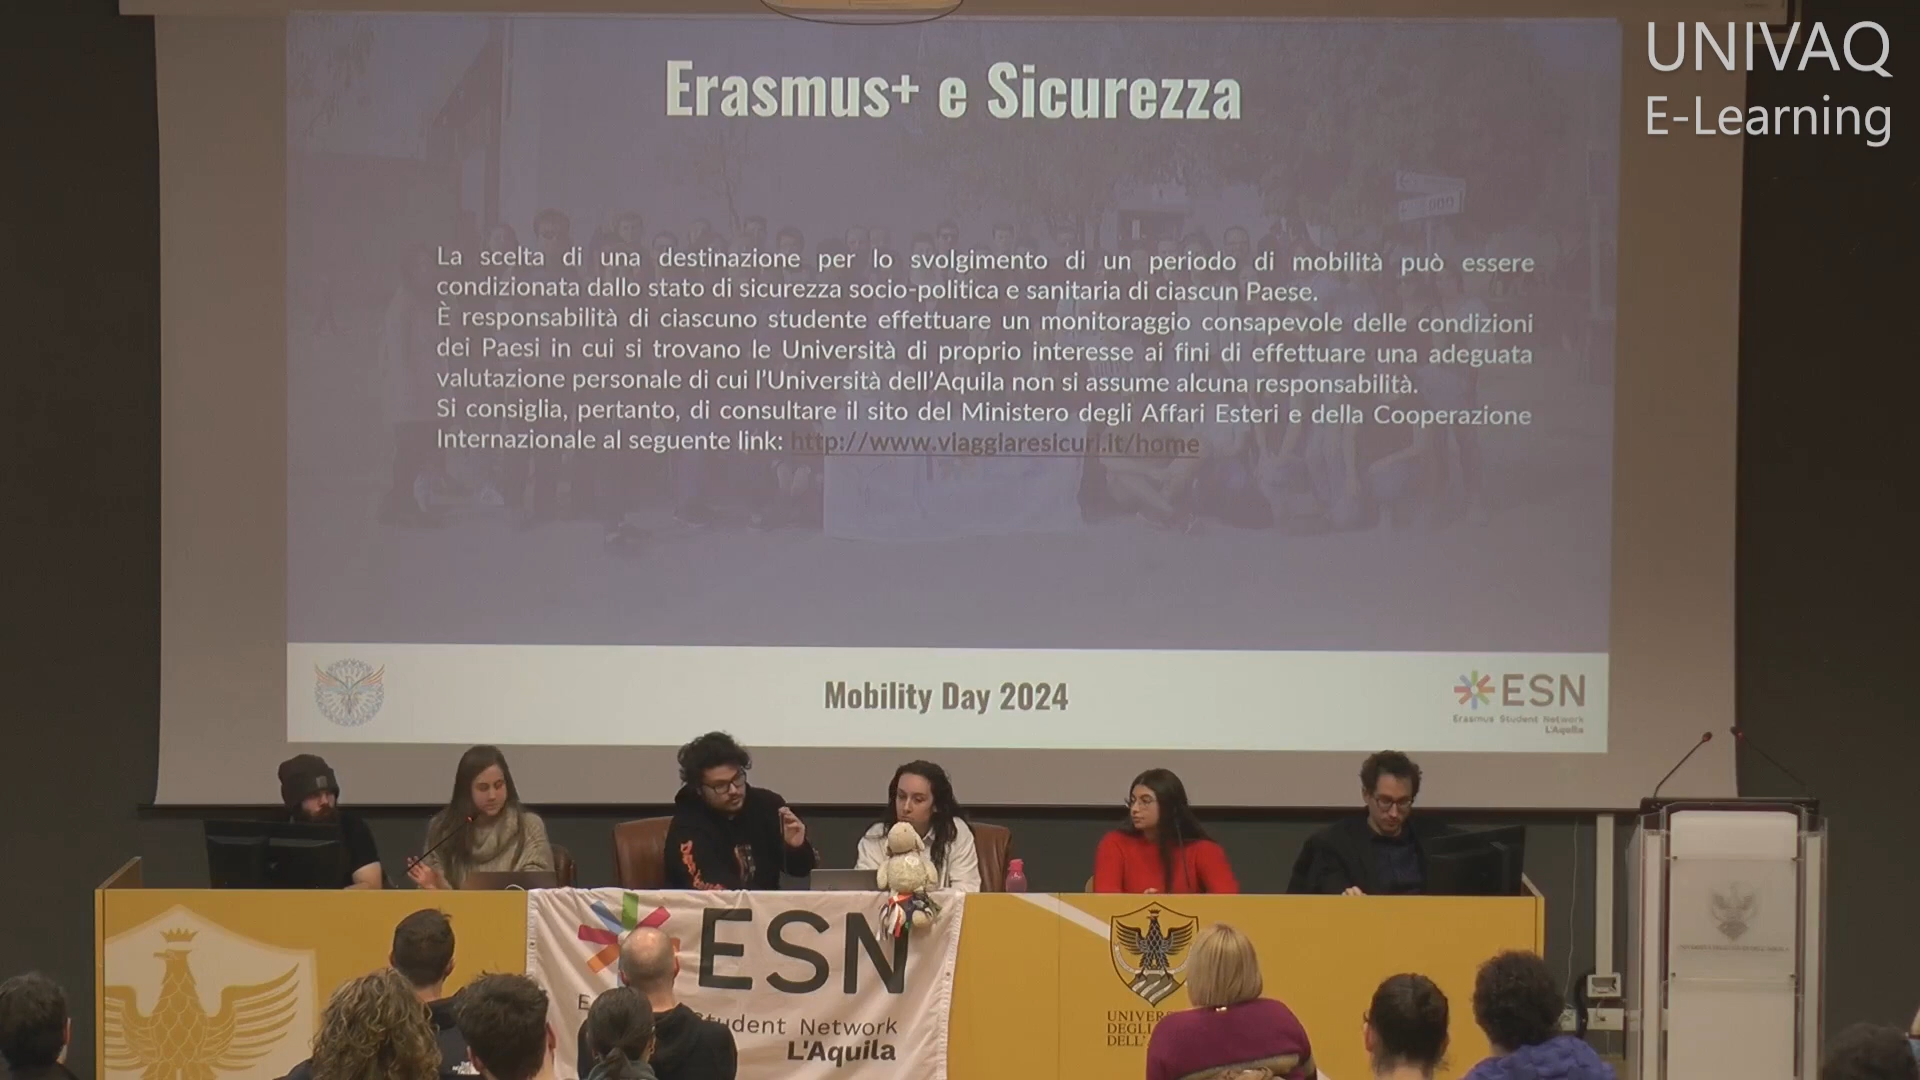 UNIVAQ
E-Learning
Erasmus+ e Sicurezza
La scelta di una destinazione per lo svolgimento di un periodo di mobilità può essere
condizionata dallo stato di sicurezza socio-politica e sanitaria di ciascun Paese.
È responsabilità di ciascuno studente effettuare un monitoraggio consapevole delle condizioni
dei Paesi in cui si trovano le Università di proprio interesse ai fini di effettuare una adeguata
valutazione personale di cui l'Università dell'Aquila non si assume alcuna responsabilità.
Si consiglia, pertanto, di consultare il sito del Ministero degli Affari Esteri e della Cooperazione
Internazionale al seguente link: http://www.viaggiaresicuri.it/home
Mobility Day 2024
ESN
Erasmus Student Network
L'Aquila
ESN
Student Network
L'Aquila